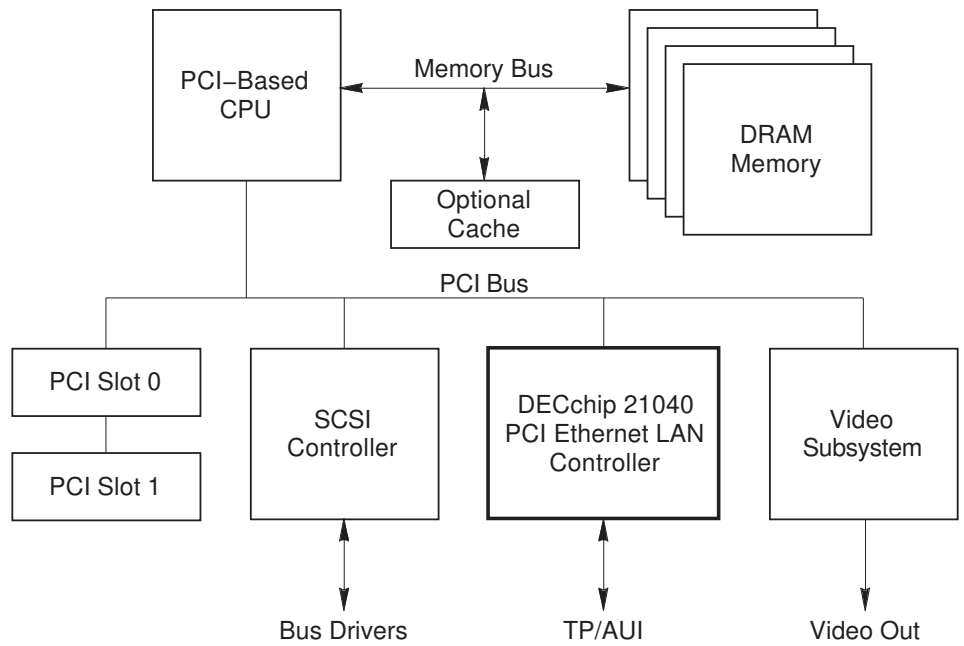 PCI–Based
CPU
Memory Bus
DRAM
Memory
Optional
Cache
PCI Bus
PCI Slot 0
PCI Slot 1
SCSI
Controller
DECchip 21040
PCI Ethernet LAN
Controller
Video
Subsystem
Bus Drivers
TP/AUI
Video Out